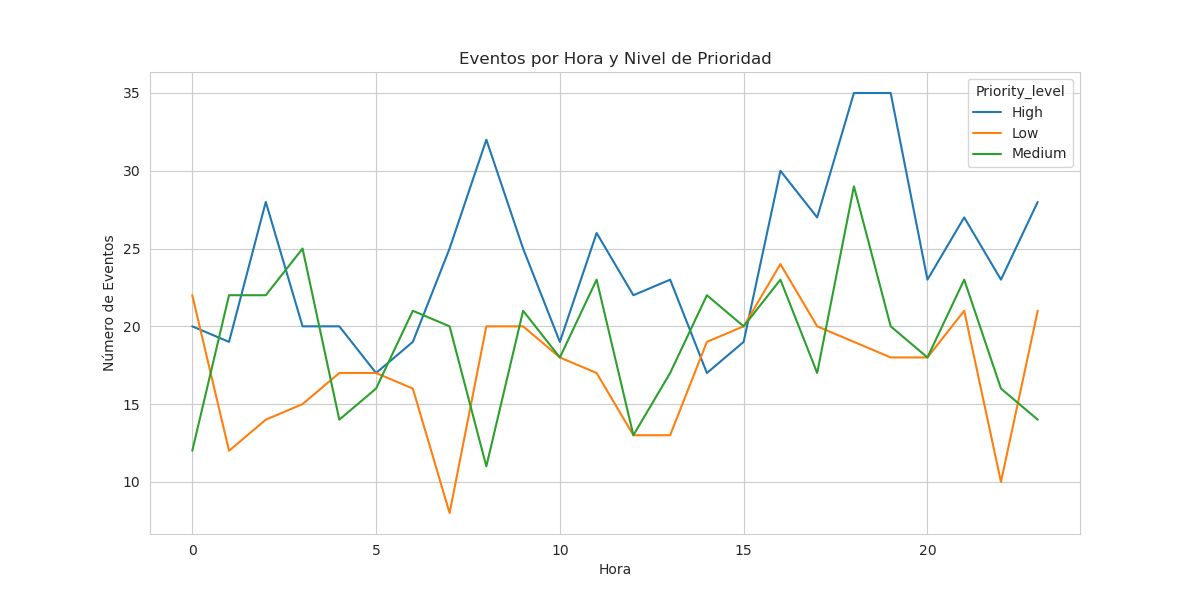 Eventos por Hora y Nivel de Prioridad
Priority_level
High
Low
Medium
Número de Eventos
35
30
25
20
15
10
0 5 10 15 20
Hora